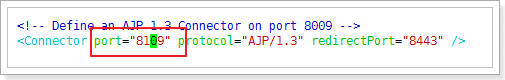 <!-- Define an AJP 1.3 Connector on port 8009 -->
<Connector port="8109" protocol="AJP/1.3" redirectPort="8443" />